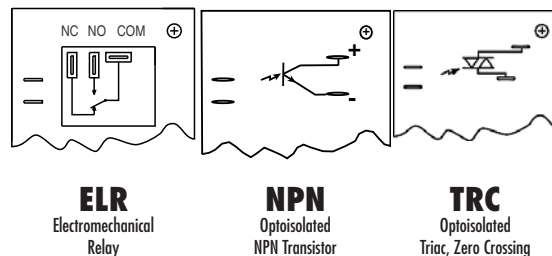 NC NO COM
+
-
ELR
Electromechanical
Relay
NPN
Optoisolated
NPN Transistor
TRC
Optoisolated
Triac, Zero Crossing